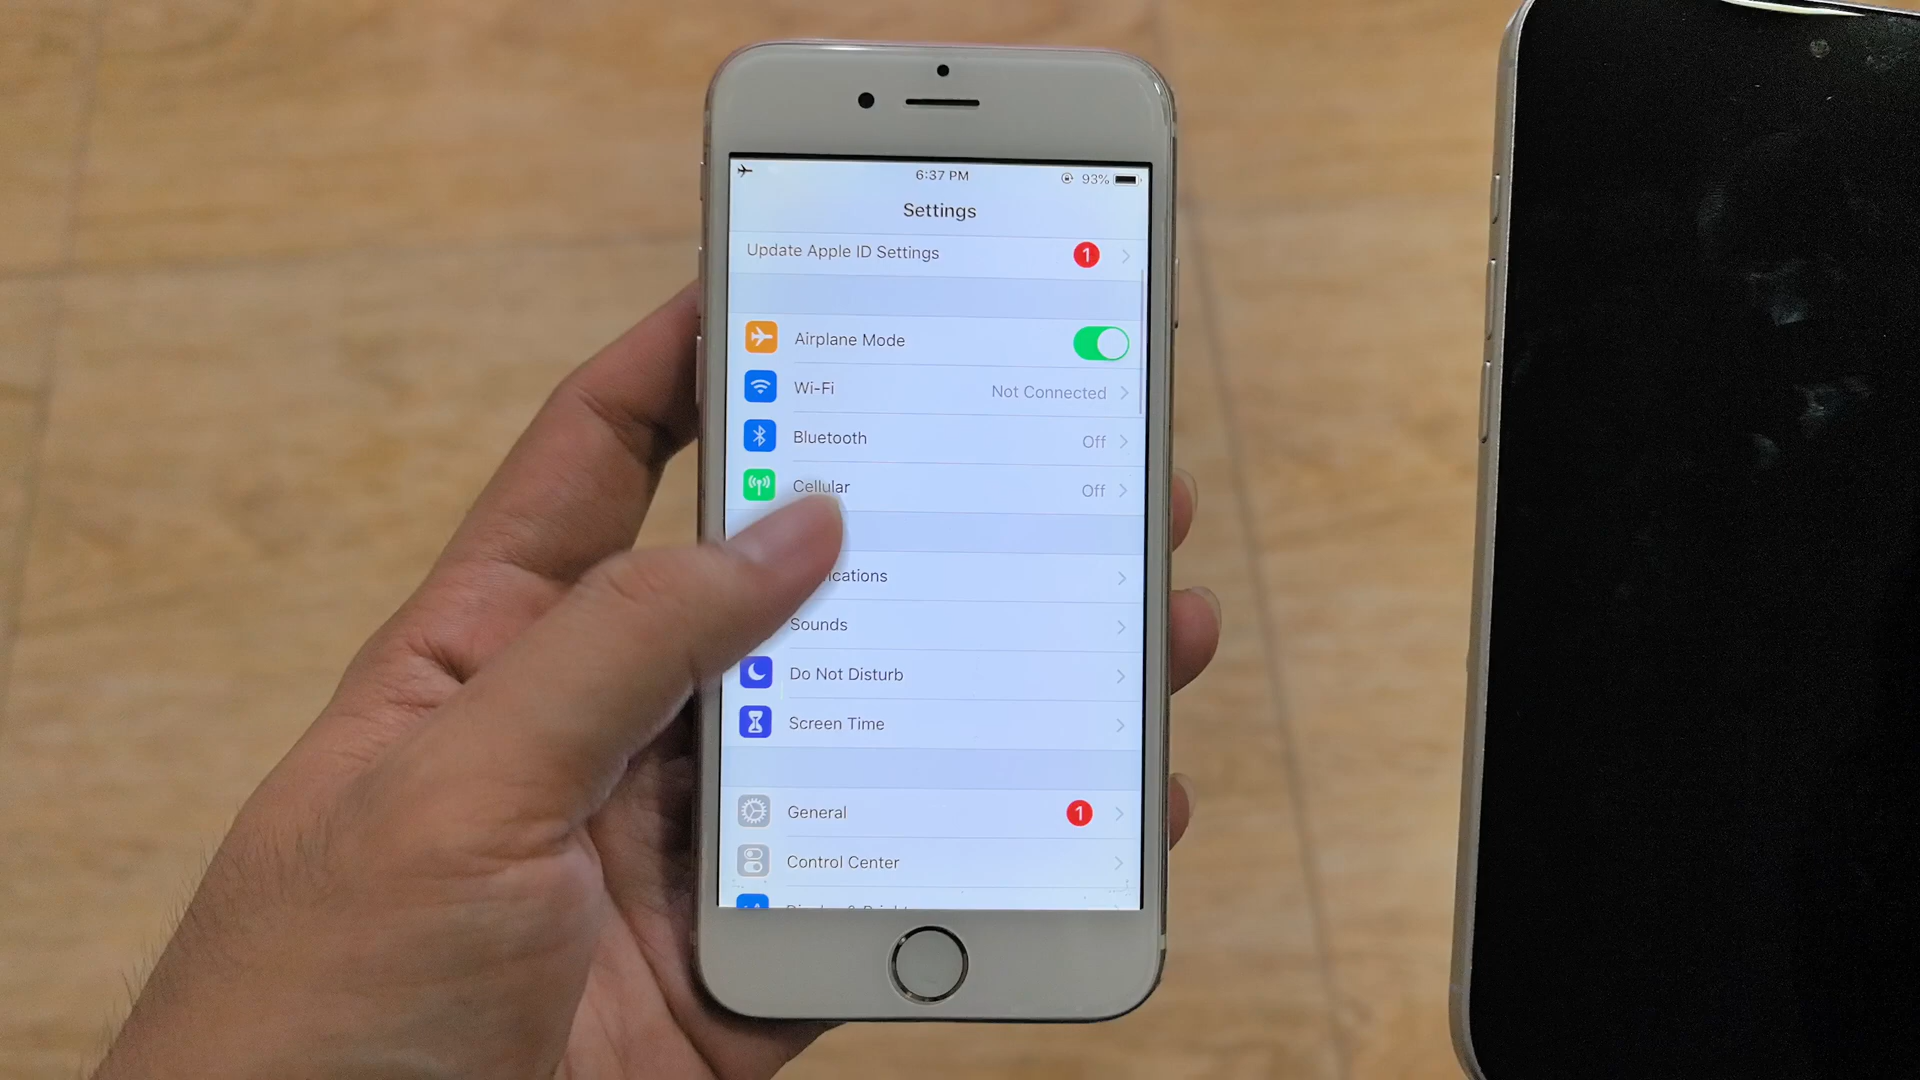 6:37 PM
93%
Settings
Update Apple ID Settings 1
Airplane Mode
Wi-Fi Not Connected
Bluetooth Off
Cellular Off
ications
Sounds
Do Not Disturb
Screen Time
General 1
Control Center